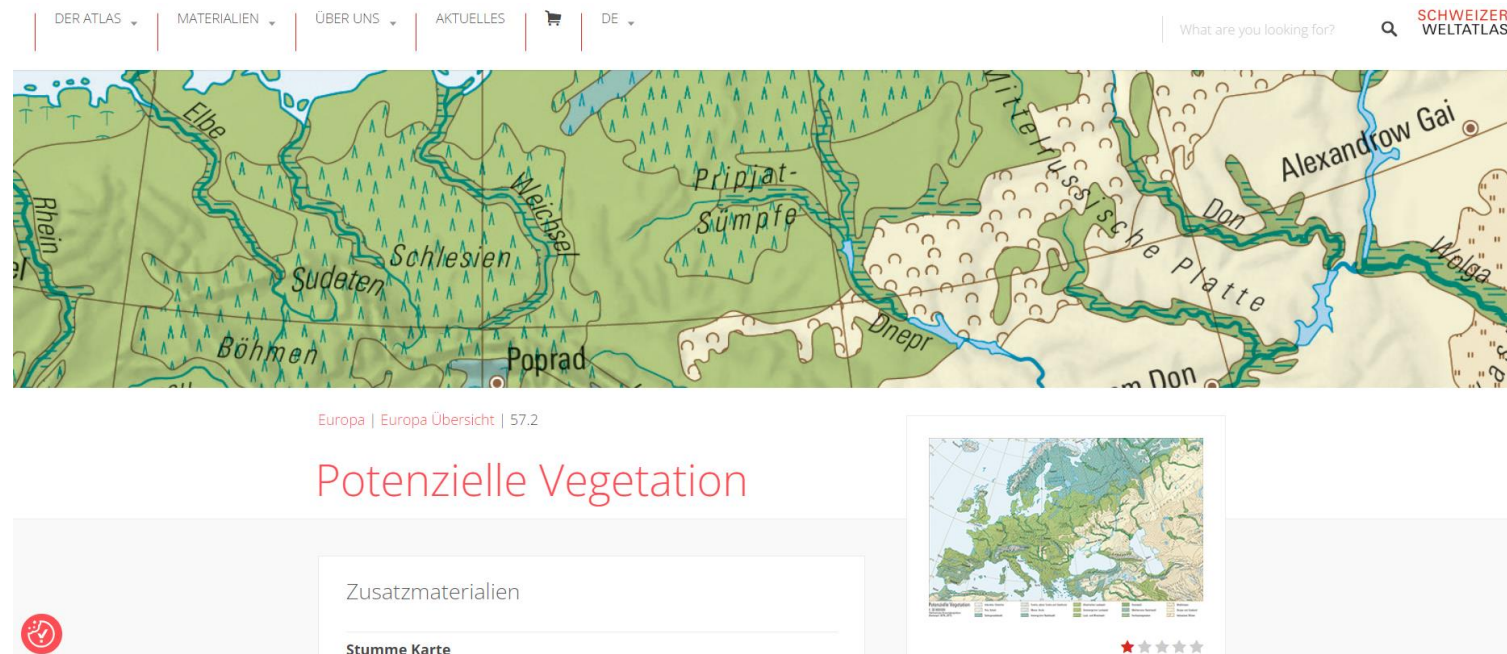 DER ATLAS
MATERIALIEN
ÜBER UNS
AKTUELLES
DE
What are you looking for?
SCHWEIZER
WELTATLAS
Elbe
Rhein
Weichsel
Pripjat-
Sümpfe
Schlesien
Sudeten
Böhmen
Poprad
Dnepr
Mittelrussische Platte
Don
Alexandrow Gai
Wolga
Don
Europa | Europa Übersicht | 57.2
Potenzielle Vegetation
Zusatzmaterialien
Stumme Karte
Potenzielle Vegetation